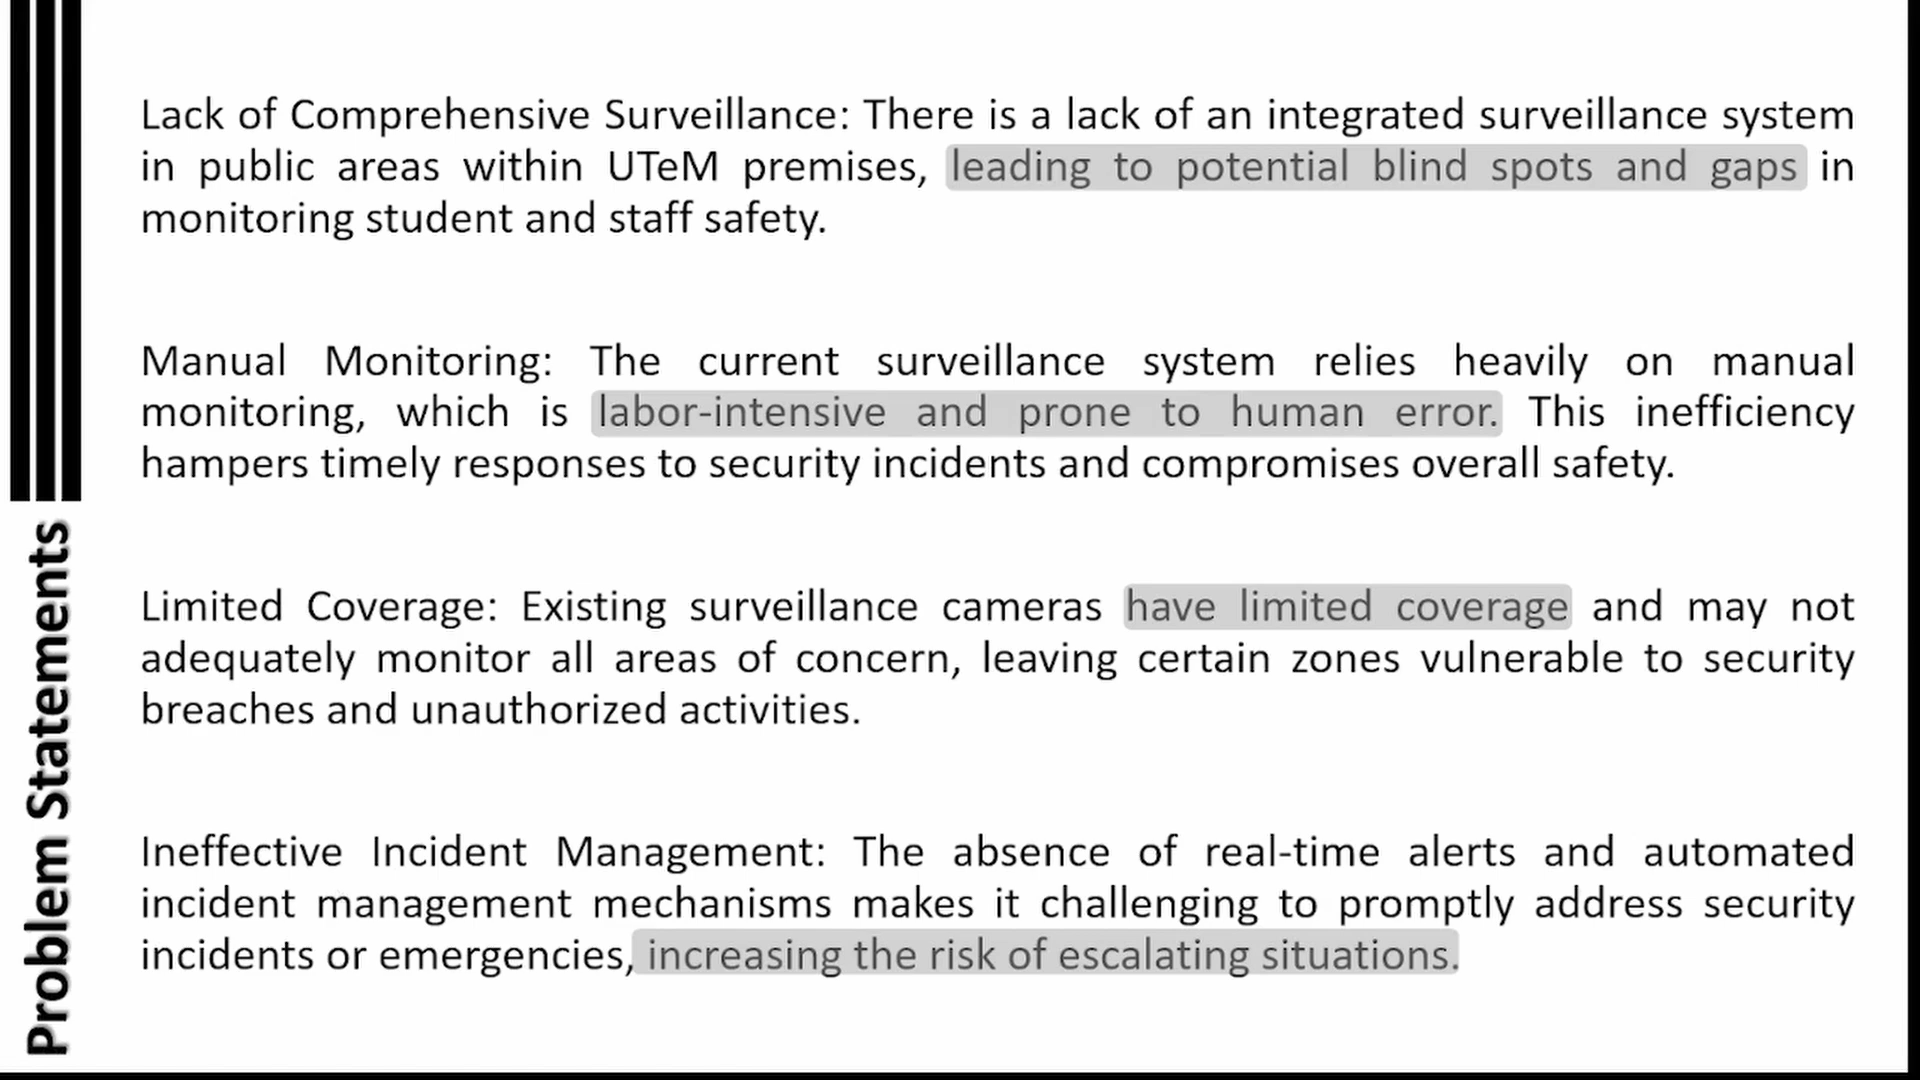 Problem Statements
Lack of Comprehensive Surveillance: There is a lack of an integrated surveillance system
in public areas within UTeM premises, leading to potential blind spots and gaps in
monitoring student and staff safety.
Manual Monitoring: The current surveillance system relies heavily on manual
monitoring, which is labor-intensive and prone to human error. This inefficiency
hampers timely responses to security incidents and compromises overall safety.
Limited Coverage: Existing surveillance cameras have limited coverage and may not
adequately monitor all areas of concern, leaving certain zones vulnerable to security
breaches and unauthorized activities.
Ineffective Incident Management: The absence of real-time alerts and automated
incident management mechanisms makes it challenging to promptly address security
incidents or emergencies, increasing the risk of escalating situations.